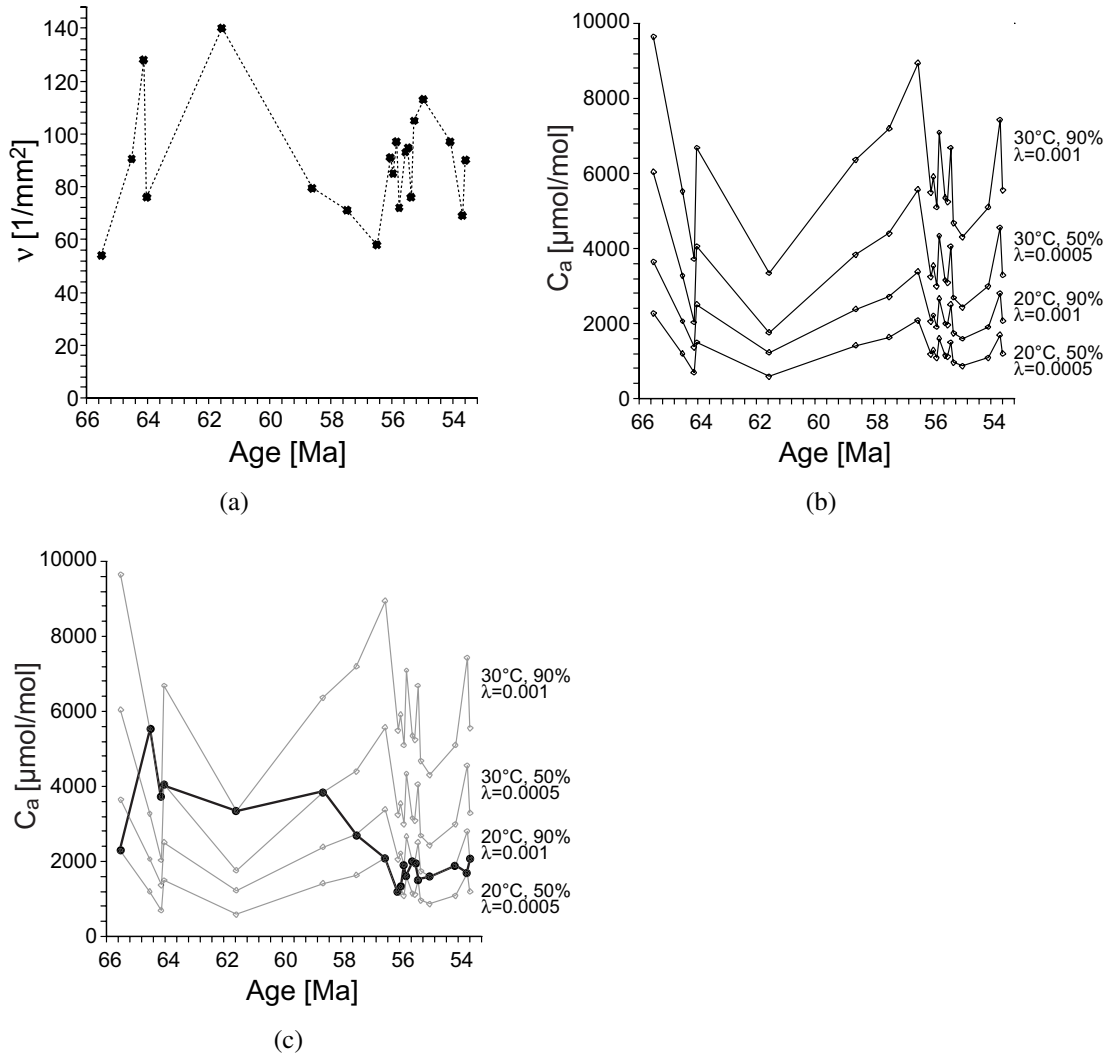 140
120
100
80
60
40
20
0
ν [1/mm²]
66 64 62 60 58 56 54
Age [Ma]
(a)
10000
8000
6000
4000
2000
0
Cₐ [µmol/mol]
30°C, 90%
λ=0.001
30°C, 50%
λ=0.0005
20°C, 90%
λ=0.001
20°C, 50%
λ=0.0005
66 64 62 60 58 56 54
Age [Ma]
(b)
10000
8000
6000
4000
2000
0
Cₐ [µmol/mol]
30°C, 90%
λ=0.001
30°C, 50%
λ=0.0005
20°C, 90%
λ=0.001
20°C, 50%
λ=0.0005
66 64 62 60 58 56 54
Age [Ma]
(c)